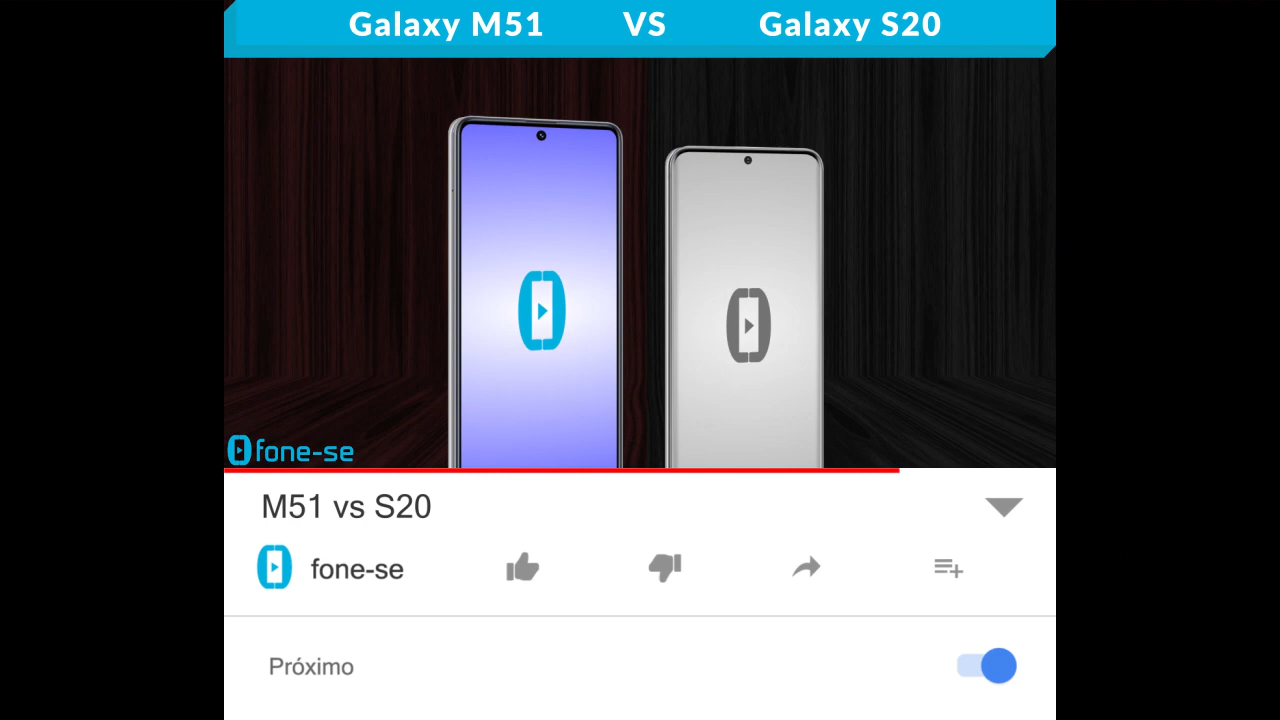 Galaxy M51 VS Galaxy S20
fone-se
M51 vs S20
fone-se
Próximo